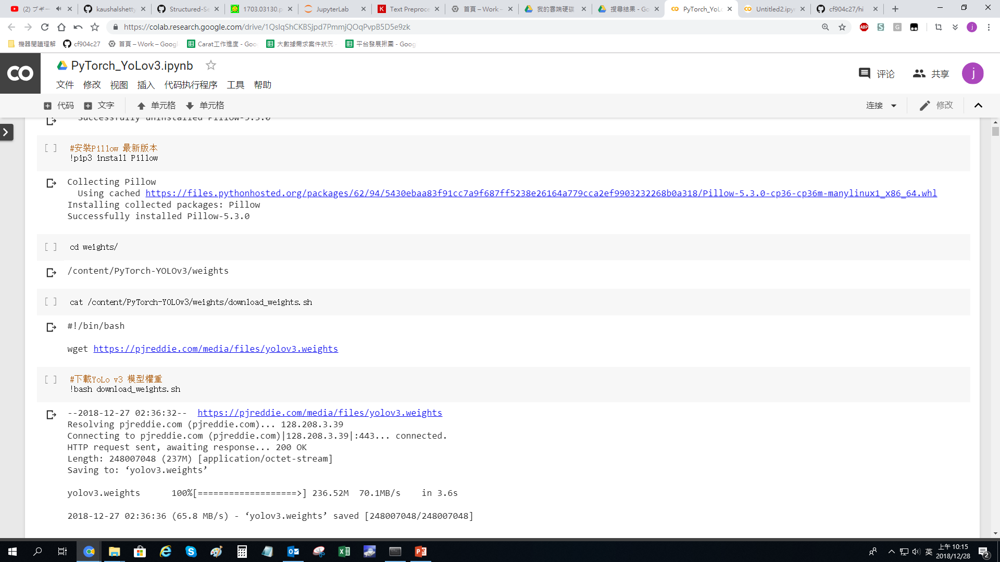 (2) ブギー
kaushalshetty
Structured-Se
1703.03130.p
JupyterLab
Text Preproce
首頁 – Work –
我的雲端硬碟
搜尋結果 - Go
PyTorch_YoLo
Untitled2.ipyn
cf904c27/hi
https://colab.research.google.com/drive/1QsIqShCKBSjpd7PmmjQOqPvpB5D5e9zk
ABP
S
G
j
機器閱讀理解
cf904c27
首頁 – Work – Googl
Carat工作進度 - Goo
大數據需求案件狀況 -
平台發展揪團 - Goog
CO
PyTorch_YoLov3.ipynb
评论
共享
j
文件 修改 视图 插入 代码执行程序 工具 帮助
代码 文字 单元格 单元格
连接
修改
Successfully uninstalled Pillow-5.3.0
[ ] #安裝Pillow 最新版本
!pip3 install Pillow
Collecting Pillow
Using cached https://files.pythonhosted.org/packages/62/94/5430ebaa83f91cc7a9f687ff5238e26164a779cca2ef9903232268b0a318/Pillow-5.3.0-cp36-cp36m-manylinux1_x86_64.whl
Installing collected packages: Pillow
Successfully installed Pillow-5.3.0
[ ] cd weights/
/content/PyTorch-YOLOv3/weights
[ ] cat /content/PyTorch-YOLOv3/weights/download_weights.sh
#!/bin/bash
wget https://pjreddie.com/media/files/yolov3.weights
[ ] #下載YoLo v3 模型權重
!bash download_weights.sh
--2018-12-27 02:36:32--  https://pjreddie.com/media/files/yolov3.weights
Resolving pjreddie.com (pjreddie.com)... 128.208.3.39
Connecting to pjreddie.com (pjreddie.com)|128.208.3.39|:443... connected.
HTTP request sent, awaiting response... 200 OK
Length: 248007048 (237M) [application/octet-stream]
Saving to: ‘yolov3.weights’
yolov3.weights      100%[===================>] 236.52M  70.1MB/s    in 3.6s
2018-12-27 02:36:36 (65.8 MB/s) - ‘yolov3.weights’ saved [248007048/248007048]
英
上午 10:15
2018/12/28
2